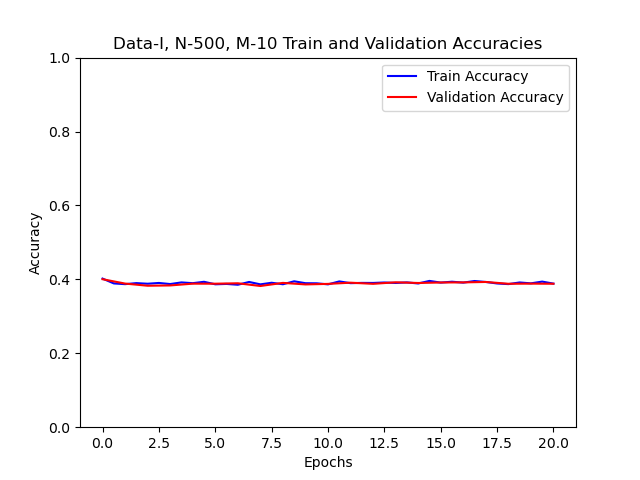 Data-I, N-500, M-10 Train and Validation Accuracies
Train Accuracy
Validation Accuracy
1.0
0.8
0.6
0.4
0.2
0.0
Accuracy
0.0 2.5 5.0 7.5 10.0 12.5 15.0 17.5 20.0
Epochs